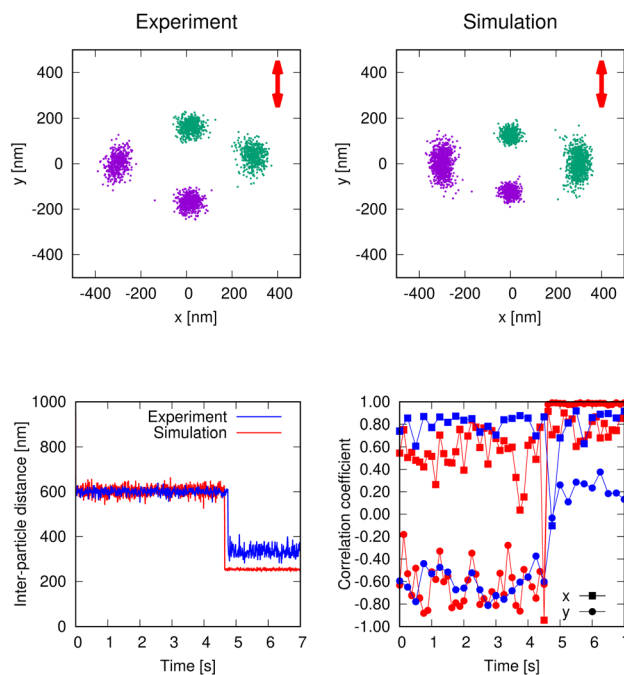 Experiment
Simulation
400
200
0
-200
-400
y [nm]
-400 -200 0 200 400
x [nm]
400
200
0
-200
-400
y [nm]
-400 -200 0 200 400
x [nm]
1000
800
600
400
200
0
Inter-particle distance [nm]
Experiment
Simulation
0 1 2 3 4 5 6 7
Time [s]
1.00
0.80
0.60
0.40
0.20
0.00
-0.20
-0.40
-0.60
-0.80
-1.00
Correlation coefficient
x
y
0 1 2 3 4 5 6 7
Time [s]